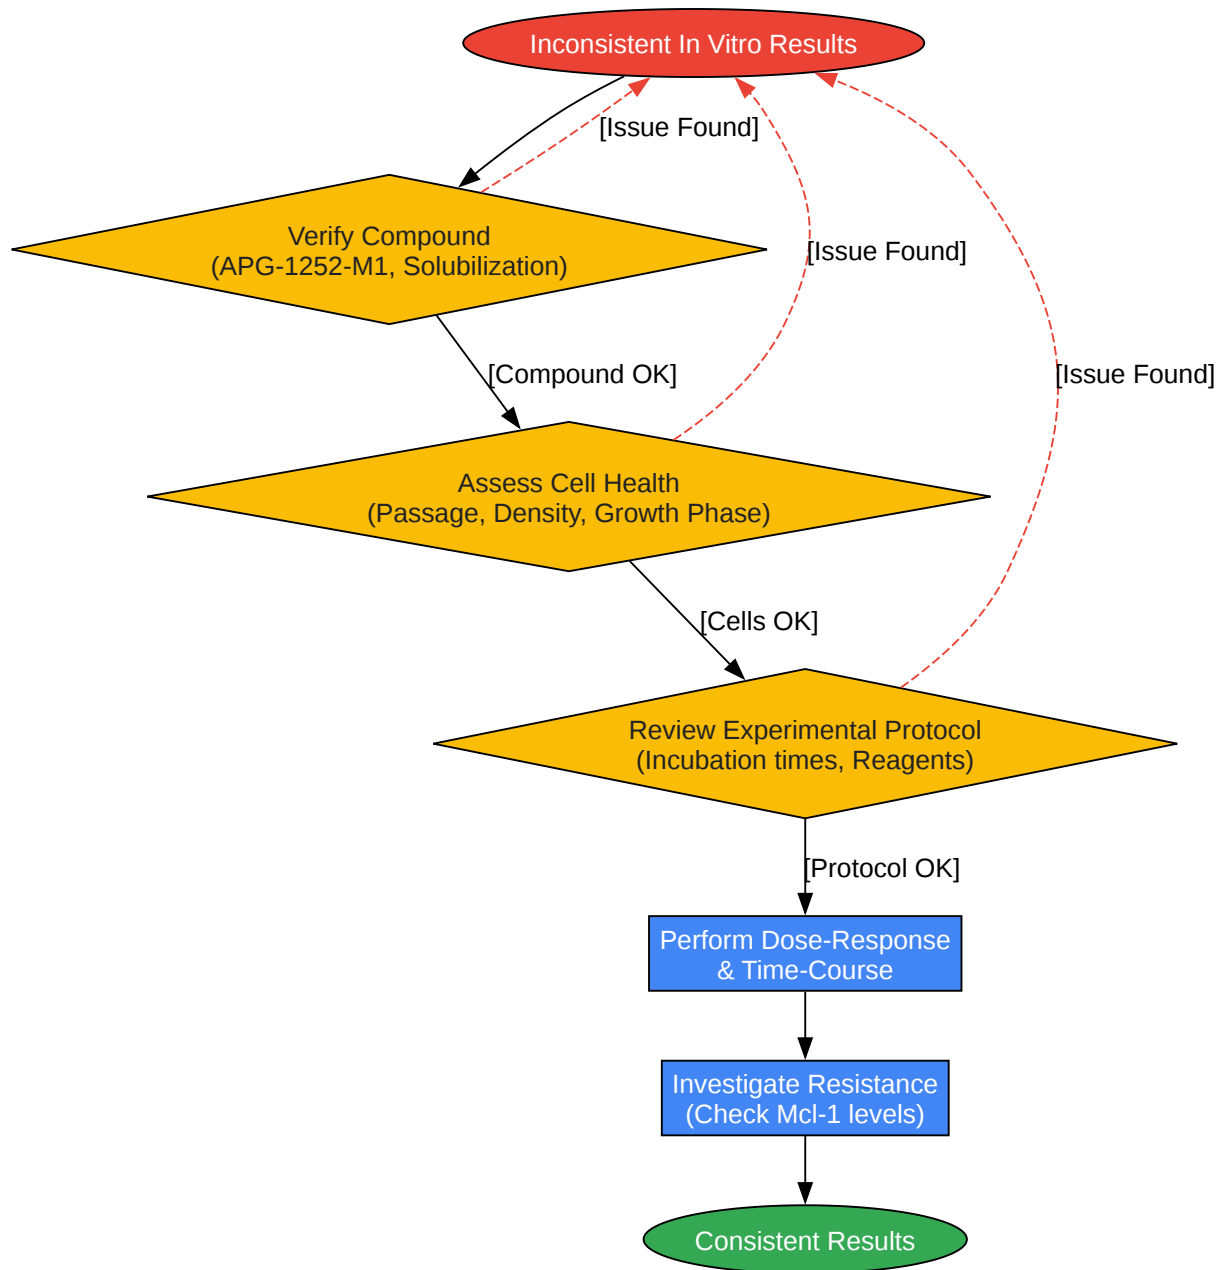 Inconsistent In Vitro Results
[Issue Found]
Verify Compound
(APG-1252-M1, Solubilization)
[Issue Found]
[Compound OK]
[Issue Found]
Assess Cell Health
(Passage, Density, Growth Phase)
[Cells OK]
Review Experimental Protocol
(Incubation times, Reagents)
[Protocol OK]
Perform Dose-Response
& Time-Course
Investigate Resistance
(Check Mcl-1 levels)
Consistent Results